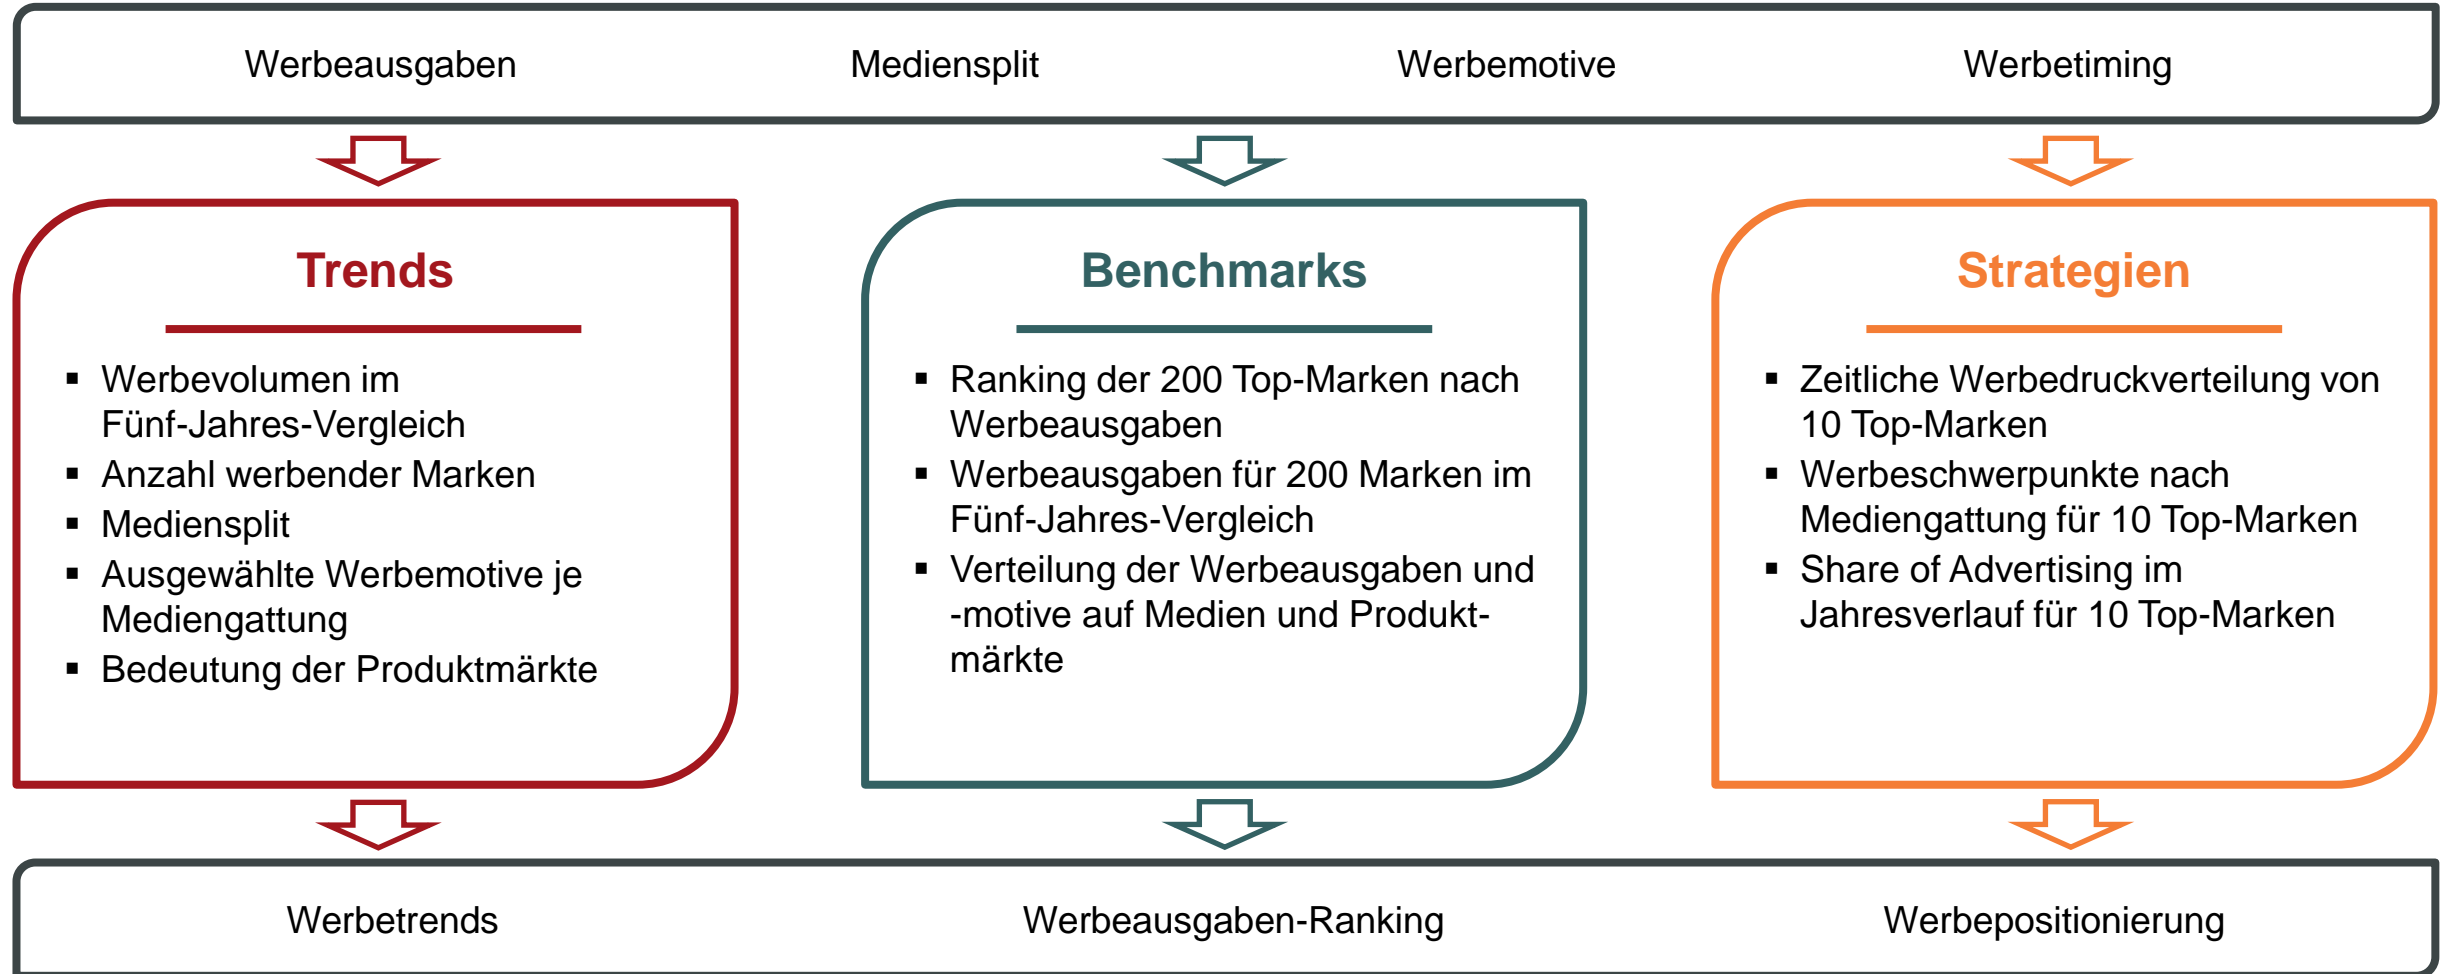 Werbeausgaben Mediensplit Werbemotive Werbetiming
Trends
▪ Werbevolumen im
Fünf-Jahres-Vergleich
▪ Anzahl werbender Marken
▪ Mediensplit
▪ Ausgewählte Werbemotive je
Mediengattung
▪ Bedeutung der Produktmärkte
Benchmarks
▪ Ranking der 200 Top-Marken nach
Werbeausgaben
▪ Werbeausgaben für 200 Marken im
Fünf-Jahres-Vergleich
▪ Verteilung der Werbeausgaben und
-motive auf Medien und Produkt-
märkte
Strategien
▪ Zeitliche Werbedruckverteilung von
10 Top-Marken
▪ Werbeschwerpunkte nach
Mediengattung für 10 Top-Marken
▪ Share of Advertising im
Jahresverlauf für 10 Top-Marken
Werbetrends Werbeausgaben-Ranking Werbepositionierung